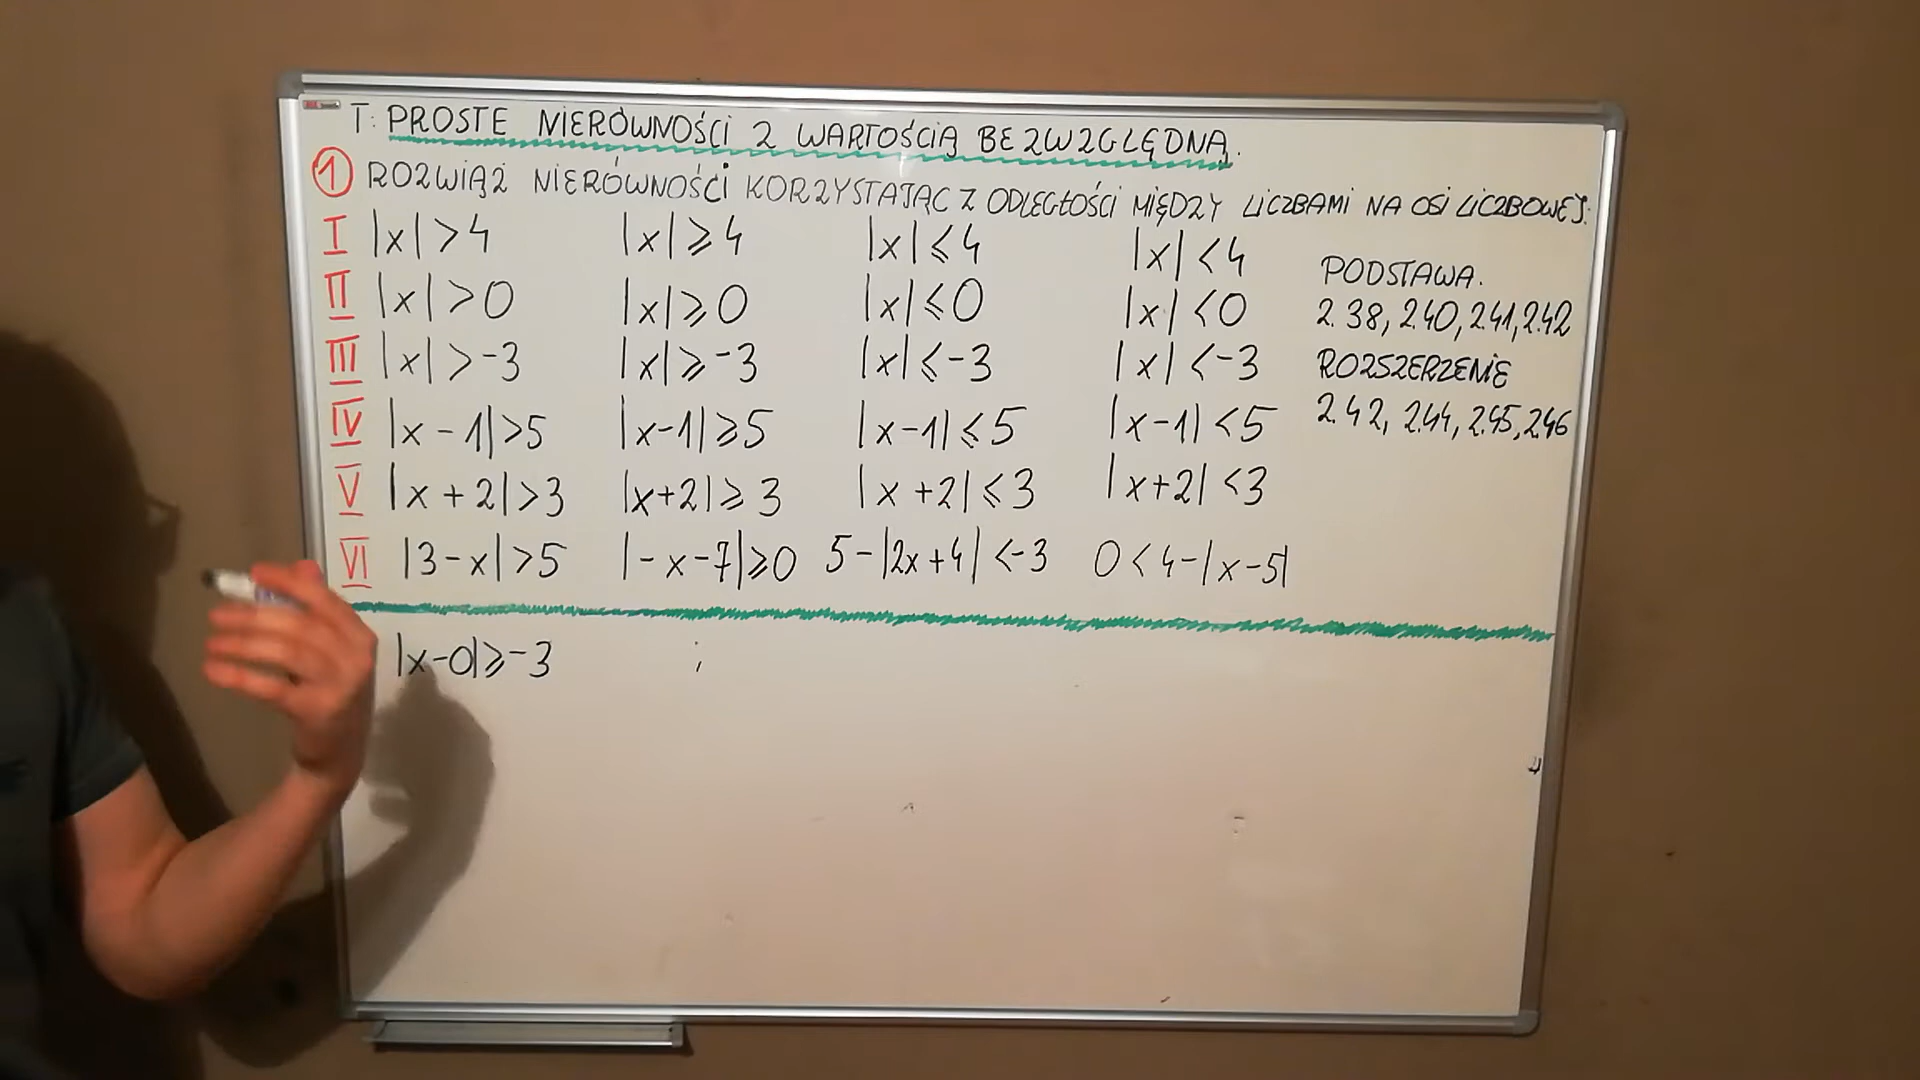 T: PROSTE NIERÓWNOŚCI Z WARTOŚCIĄ BEZWZGLĘDNĄ.
① ROZWIĄŻ NIERÓWNOŚCI KORZYSTAJĄC Z ODLEGŁOŚCI MIĘDZY LICZBAMI NA OSI LICZBOWEJ:
I |x| > 4 |x| ⩾ 4 |x| ⩽ 4 |x| < 4
II |x| > 0 |x| ⩾ 0 |x| ⩽ 0 |x| < 0
III |x| > -3 |x| ⩾ -3 |x| ⩽ -3 |x| < -3
IV |x - 1| > 5 |x-1| ⩾ 5 |x-1| ⩽ 5 |x-1| < 5
V |x + 2| > 3 |x+2| ⩾ 3 |x +2| ⩽ 3 |x+2| < 3
VI |3-x| > 5 |-x-7| ⩾ 0 5-|2x+4| < -3 0 < 4-|x-5|
PODSTAWA.
2.38, 2.40, 2.41, 2.42
ROZSZERZENIE
2.42, 2.44, 2.45, 2.46
|x-0| ⩾ -3 ;